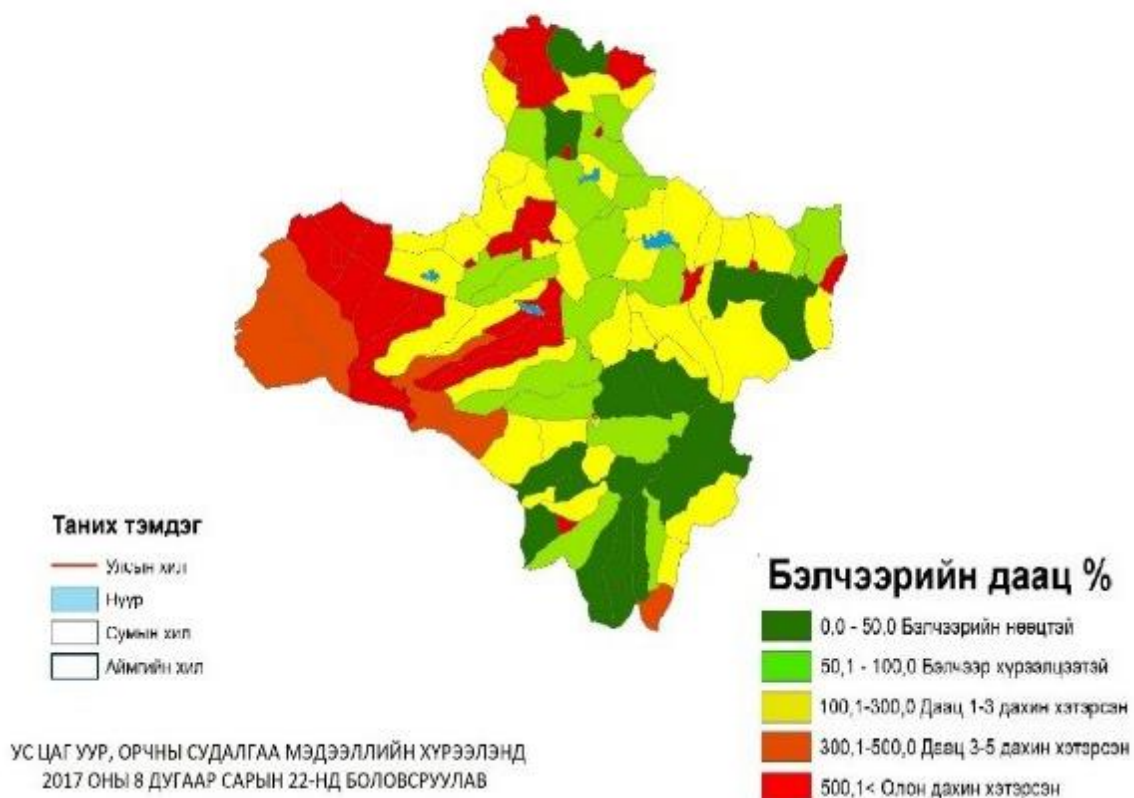 Таних тэмдэг
Улсын хил
Нуур
Сумын хил
Аймгийн хил
УС ЦАГ УУР, ОРЧНЫ СУДАЛГАА МЭДЭЭЛЛИЙН ХҮРЭЭЛЭНД
2017 ОНЫ 8 ДУГААР САРЫН 22-НД БОЛОВСРУУЛАВ
Бэлчээрийн даац %
0,0 - 50,0 Бэлчээрийн нөөцтэй
50,1 - 100,0 Бэлчээр хүрэлцээтэй
100,1-300,0 Даац 1-3 дахин хэтэрсэн
300,1-500,0 Даац 3-5 дахин хэтэрсэн
500,1< Олон дахин хэтэрсэн